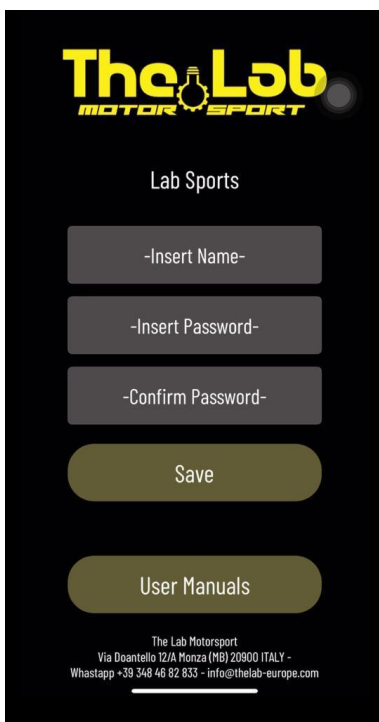 The Lab
MOTOR SPORT
Lab Sports
-Insert Name-
-Insert Password-
-Confirm Password-
Save
User Manuals
The Lab Motorsport
Via Doantello 12/A Monza (MB) 20900 ITALY -
Whastapp +39 348 46 82 833 - info@thelab-europe.com